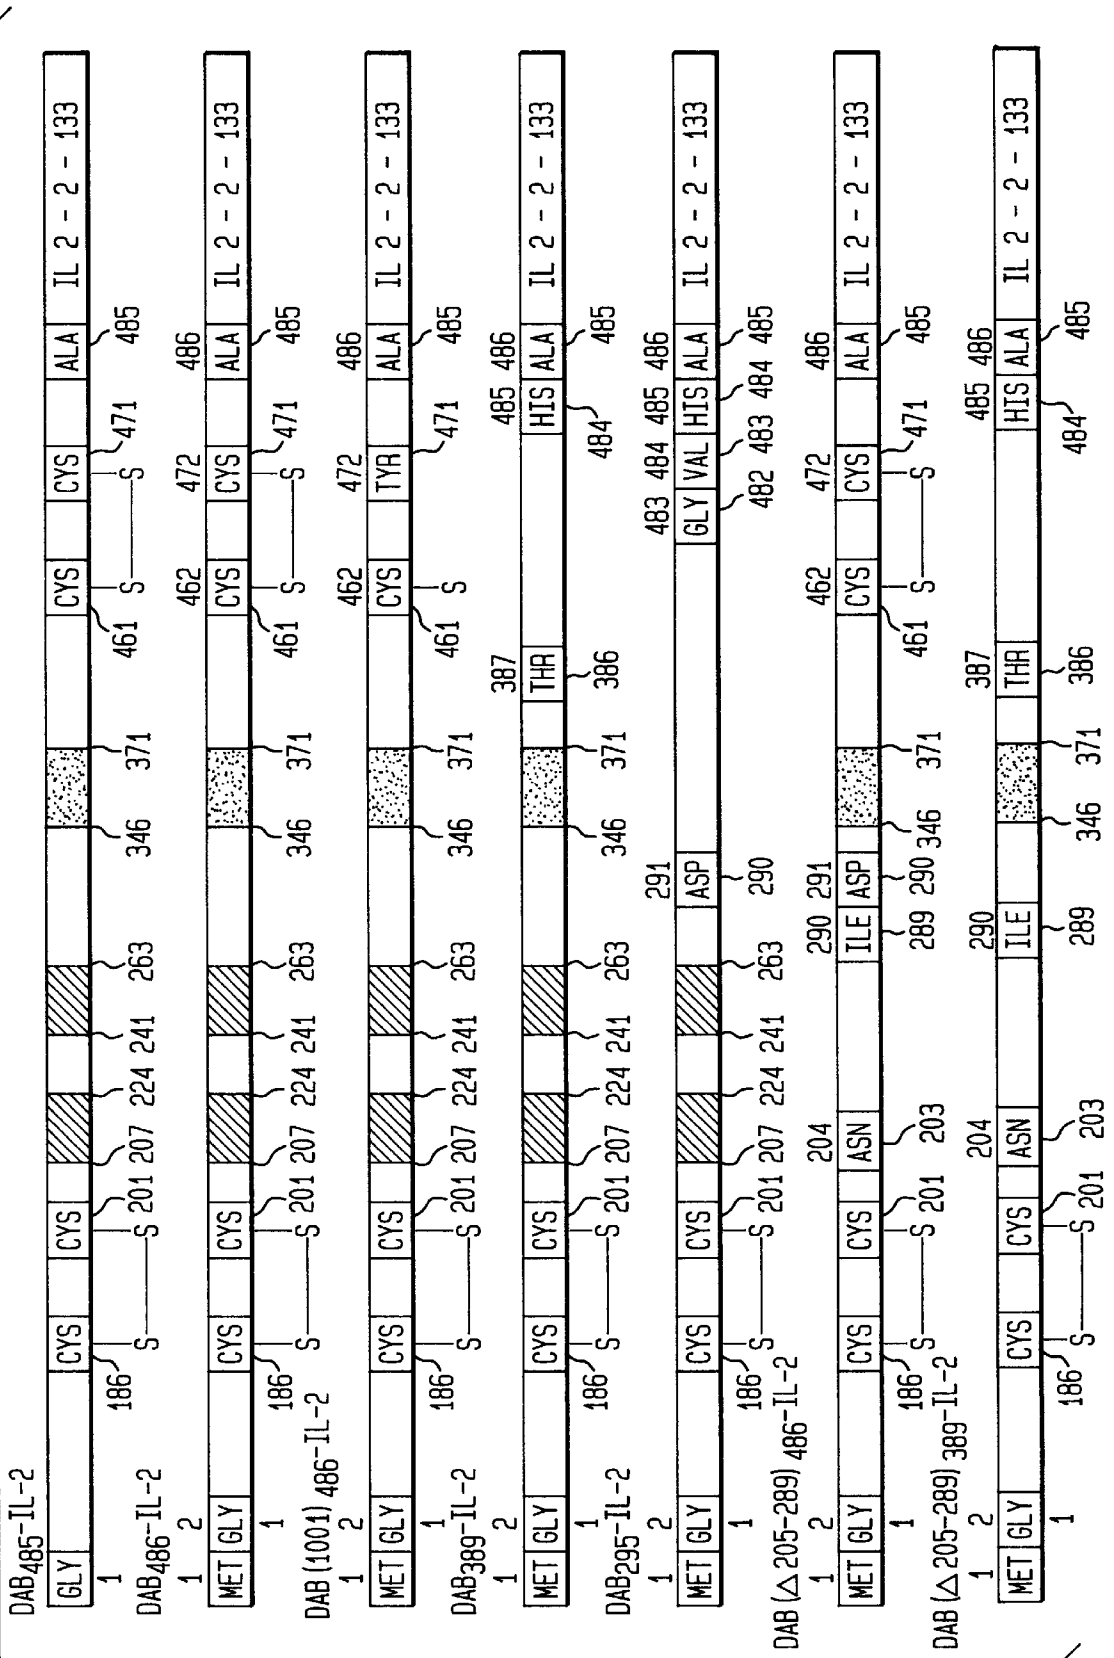 DAB485-IL-2
GLY CYS CYS CYS CYS ALA IL 2 - 2 - 133
1 186 201 207 224 241 263 346 371 461 471 485
S S S S
DAB486-IL-2
1 2 462 472 486
MET GLY CYS CYS CYS CYS ALA IL 2 - 2 - 133
1 186 201 207 224 241 263 346 371 461 471 485
S S S S
DAB (1001) 486-IL-2
1 2 462 472 486
MET GLY CYS CYS CYS TYR ALA IL 2 - 2 - 133
1 186 201 207 224 241 263 346 371 461 471 485
S S S
DAB389-IL-2
1 2 387 485 486
MET GLY CYS CYS THR HIS ALA IL 2 - 2 - 133
1 186 201 207 224 241 263 346 371 386 484 485
S S
DAB295-IL-2
1 2 291 483 484 485 486
MET GLY CYS CYS ASP GLY VAL HIS ALA IL 2 - 2 - 133
1 186 201 207 224 241 263 290 482 483 484 485
S S
DAB (△ 205-289) 486-IL-2
1 2 204 290 291 462 472 486
MET GLY CYS CYS ASN ILE ASP CYS CYS ALA IL 2 - 2 - 133
1 186 201 203 289 290 346 371 461 471 485
S S S S
DAB (△ 205-289) 389-IL-2
1 2 204 290 387 485 486
MET GLY CYS CYS ASN ILE THR HIS ALA IL 2 - 2 - 133
1 186 201 203 289 346 371 386 484 485
S S